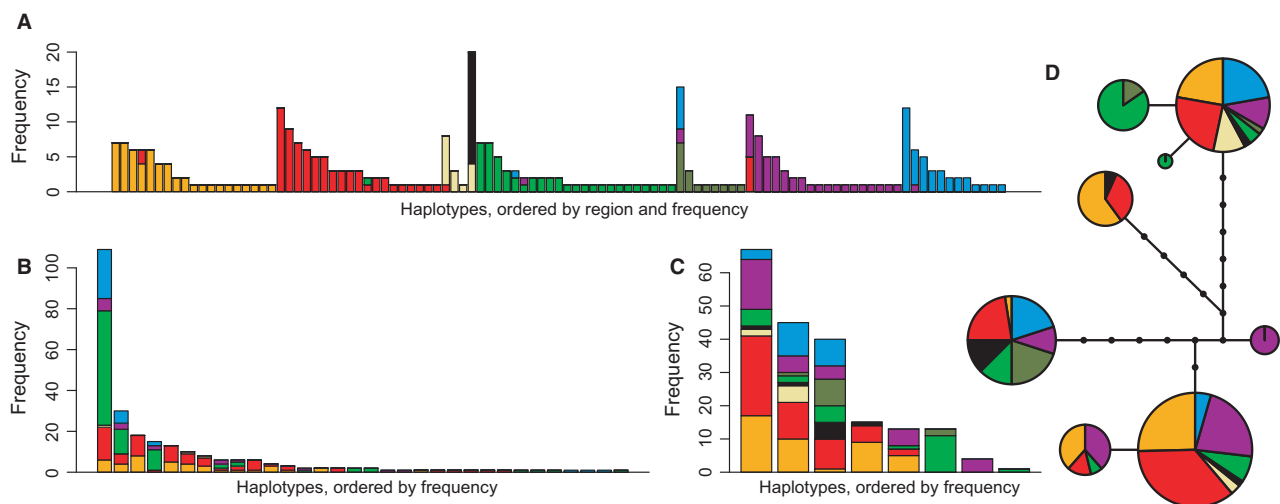 A
Frequency
20
15
10
5
0
Haplotypes, ordered by region and frequency
B
Frequency
100
80
60
40
20
0
Haplotypes, ordered by frequency
C
Frequency
60
50
40
30
20
10
0
Haplotypes, ordered by frequency
D